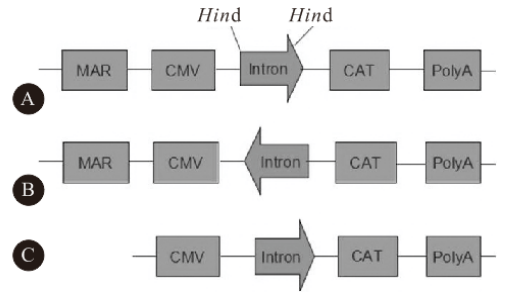 Hind Hind
MAR CMV Intron CAT PolyA
A
MAR CMV Intron CAT PolyA
B
C CMV Intron CAT PolyA